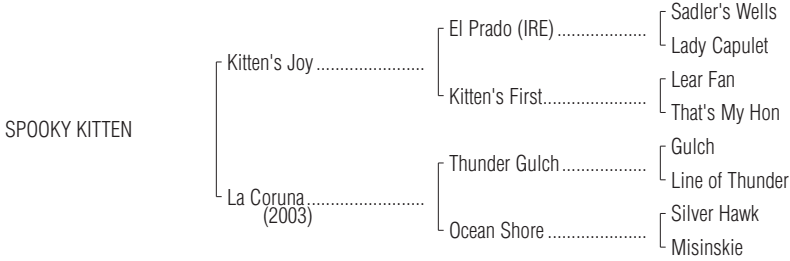 Sadler's Wells
El Prado (IRE) ...................
Lady Capulet
Kitten's Joy .......................
Lear Fan
Kitten's First......................
That's My Hon
SPOOKY KITTEN
Gulch
Thunder Gulch ..................
Line of Thunder
La Coruna.........................
(2003)
Silver Hawk
Ocean Shore .....................
Misinskie